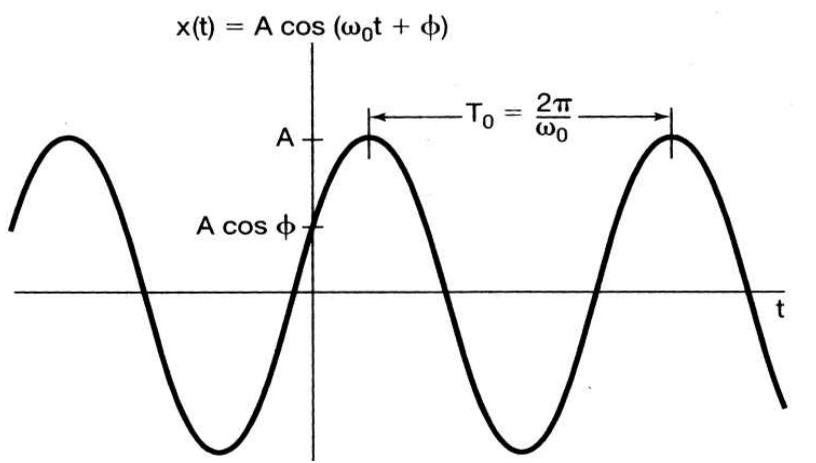 x(t) = A cos (ω₀t + ϕ)
T₀ = 2π/ω₀
A
A cos ϕ
t